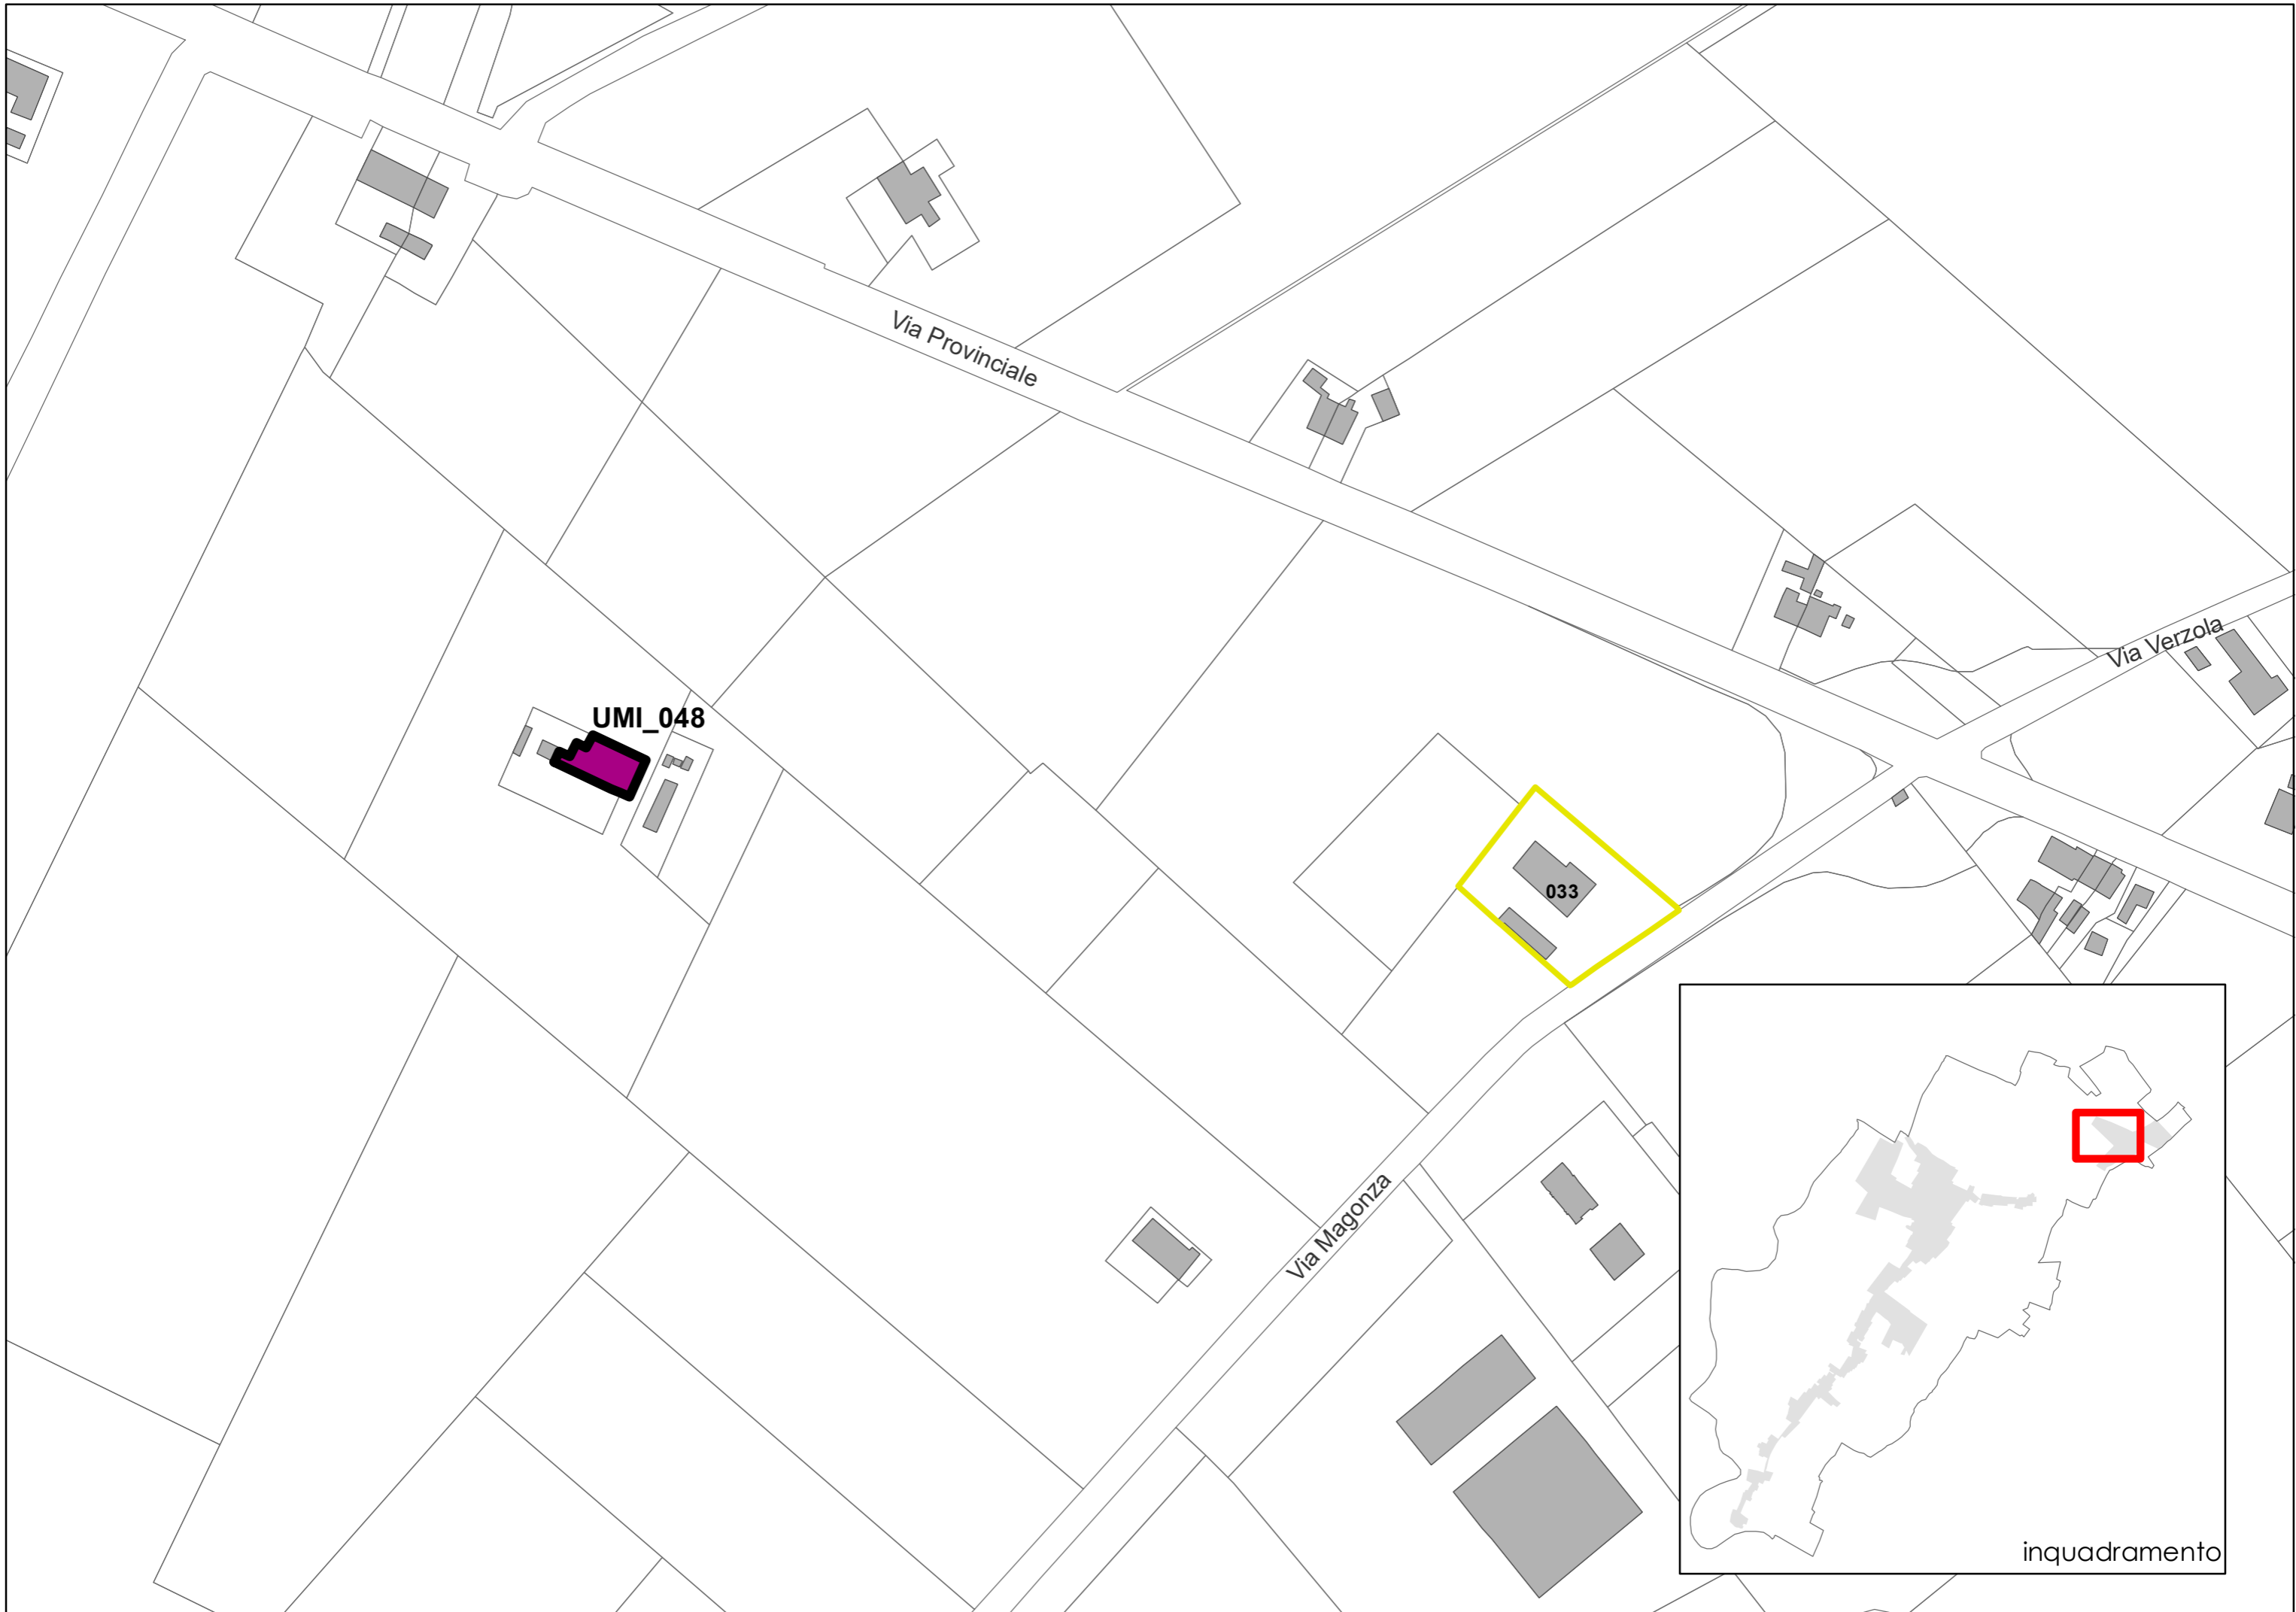 Via Provinciale
Via Verzola
UMI_048
033
Via Magonza
inquadramento